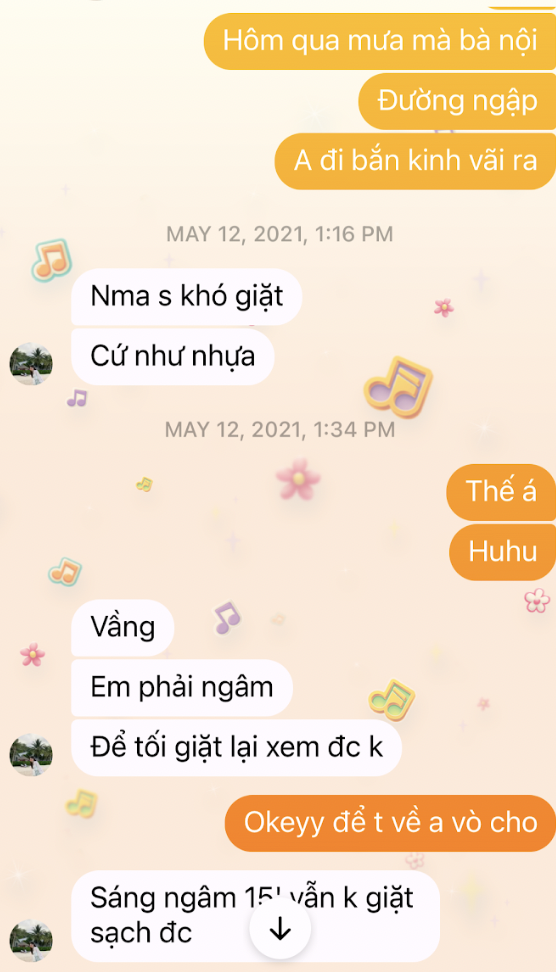 Hôm qua mưa mà bà nội
Đường ngập
A đi bắn kinh vãi ra
MAY 12, 2021, 1:16 PM
Nma s khó giặt
Cứ như nhựa
MAY 12, 2021, 1:34 PM
Thế á
Huhu
Vầng
Em phải ngâm
Để tối giặt lại xem đc k
Okeyy để t về a vò cho
Sáng ngâm 15' vẫn k giặt
sạch đc